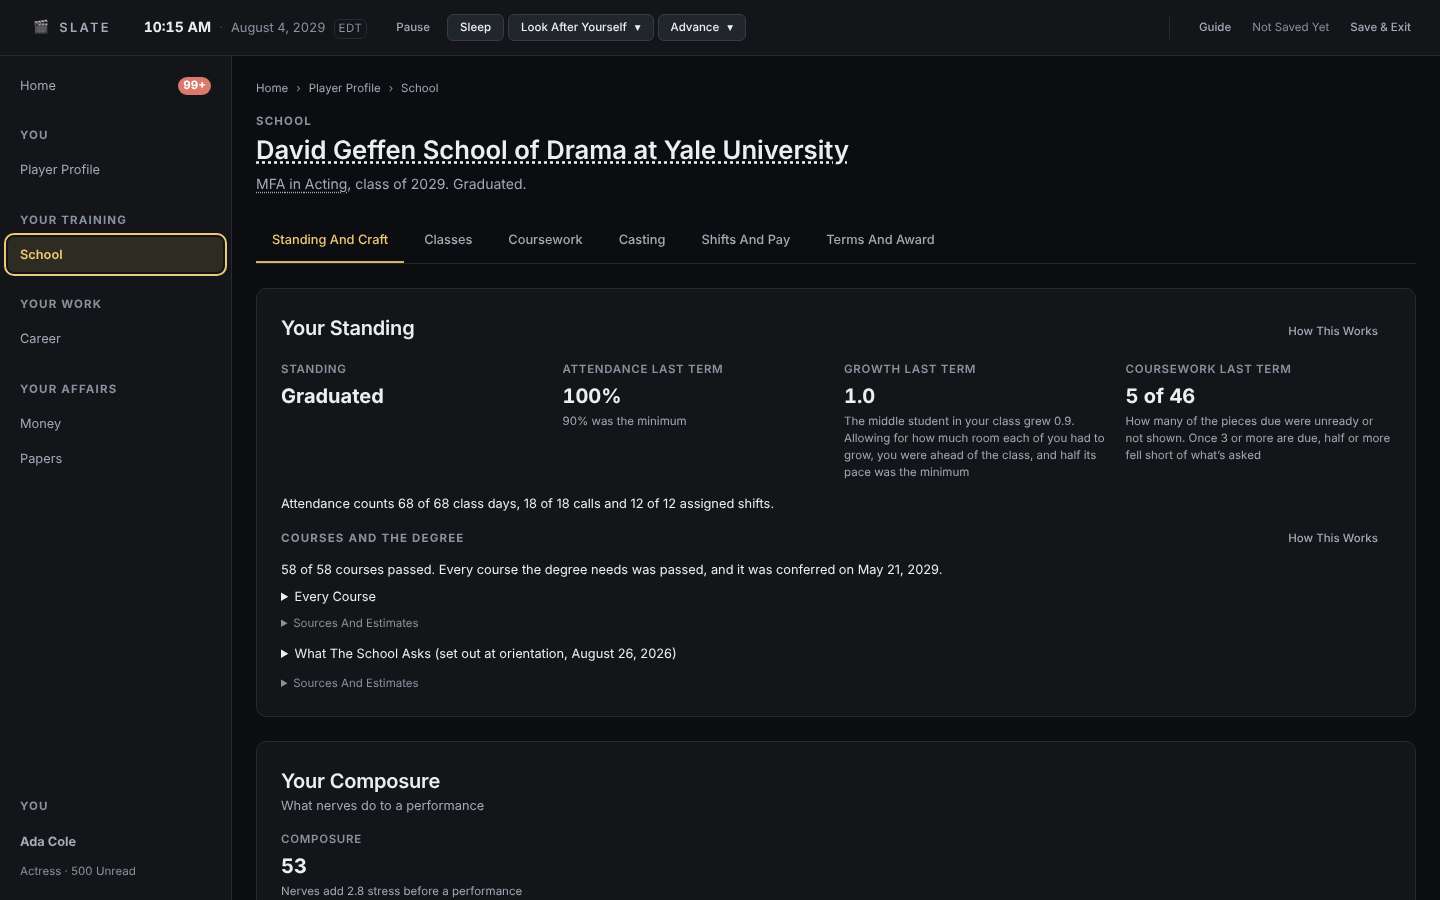 SLATE
10:15 AM · August 4, 2029 EDT
Pause
Sleep
Look After Yourself ▾
Advance ▾
Guide
Not Saved Yet
Save & Exit
Home
99+
YOU
Player Profile
YOUR TRAINING
School
YOUR WORK
Career
YOUR AFFAIRS
Money
Papers
YOU
Ada Cole
Actress · 500 Unread
Home › Player Profile › School
SCHOOL
David Geffen School of Drama at Yale University
MFA in Acting, class of 2029. Graduated.
Standing And Craft
Classes
Coursework
Casting
Shifts And Pay
Terms And Award
Your Standing
How This Works
STANDING
Graduated
ATTENDANCE LAST TERM
100%
90% was the minimum
GROWTH LAST TERM
1.0
The middle student in your class grew 0.9.
Allowing for how much room each of you had to
grow, you were ahead of the class, and half its
pace was the minimum
COURSEWORK LAST TERM
5 of 46
How many of the pieces due were unready or
not shown. Once 3 or more are due, half or more
fell short of what’s asked
Attendance counts 68 of 68 class days, 18 of 18 calls and 12 of 12 assigned shifts.
COURSES AND THE DEGREE
How This Works
58 of 58 courses passed. Every course the degree needs was passed, and it was conferred on May 21, 2029.
▶ Every Course
▶ Sources And Estimates
▶ What The School Asks (set out at orientation, August 26, 2026)
▶ Sources And Estimates
Your Composure
What nerves do to a performance
COMPOSURE
53
Nerves add 2.8 stress before a performance